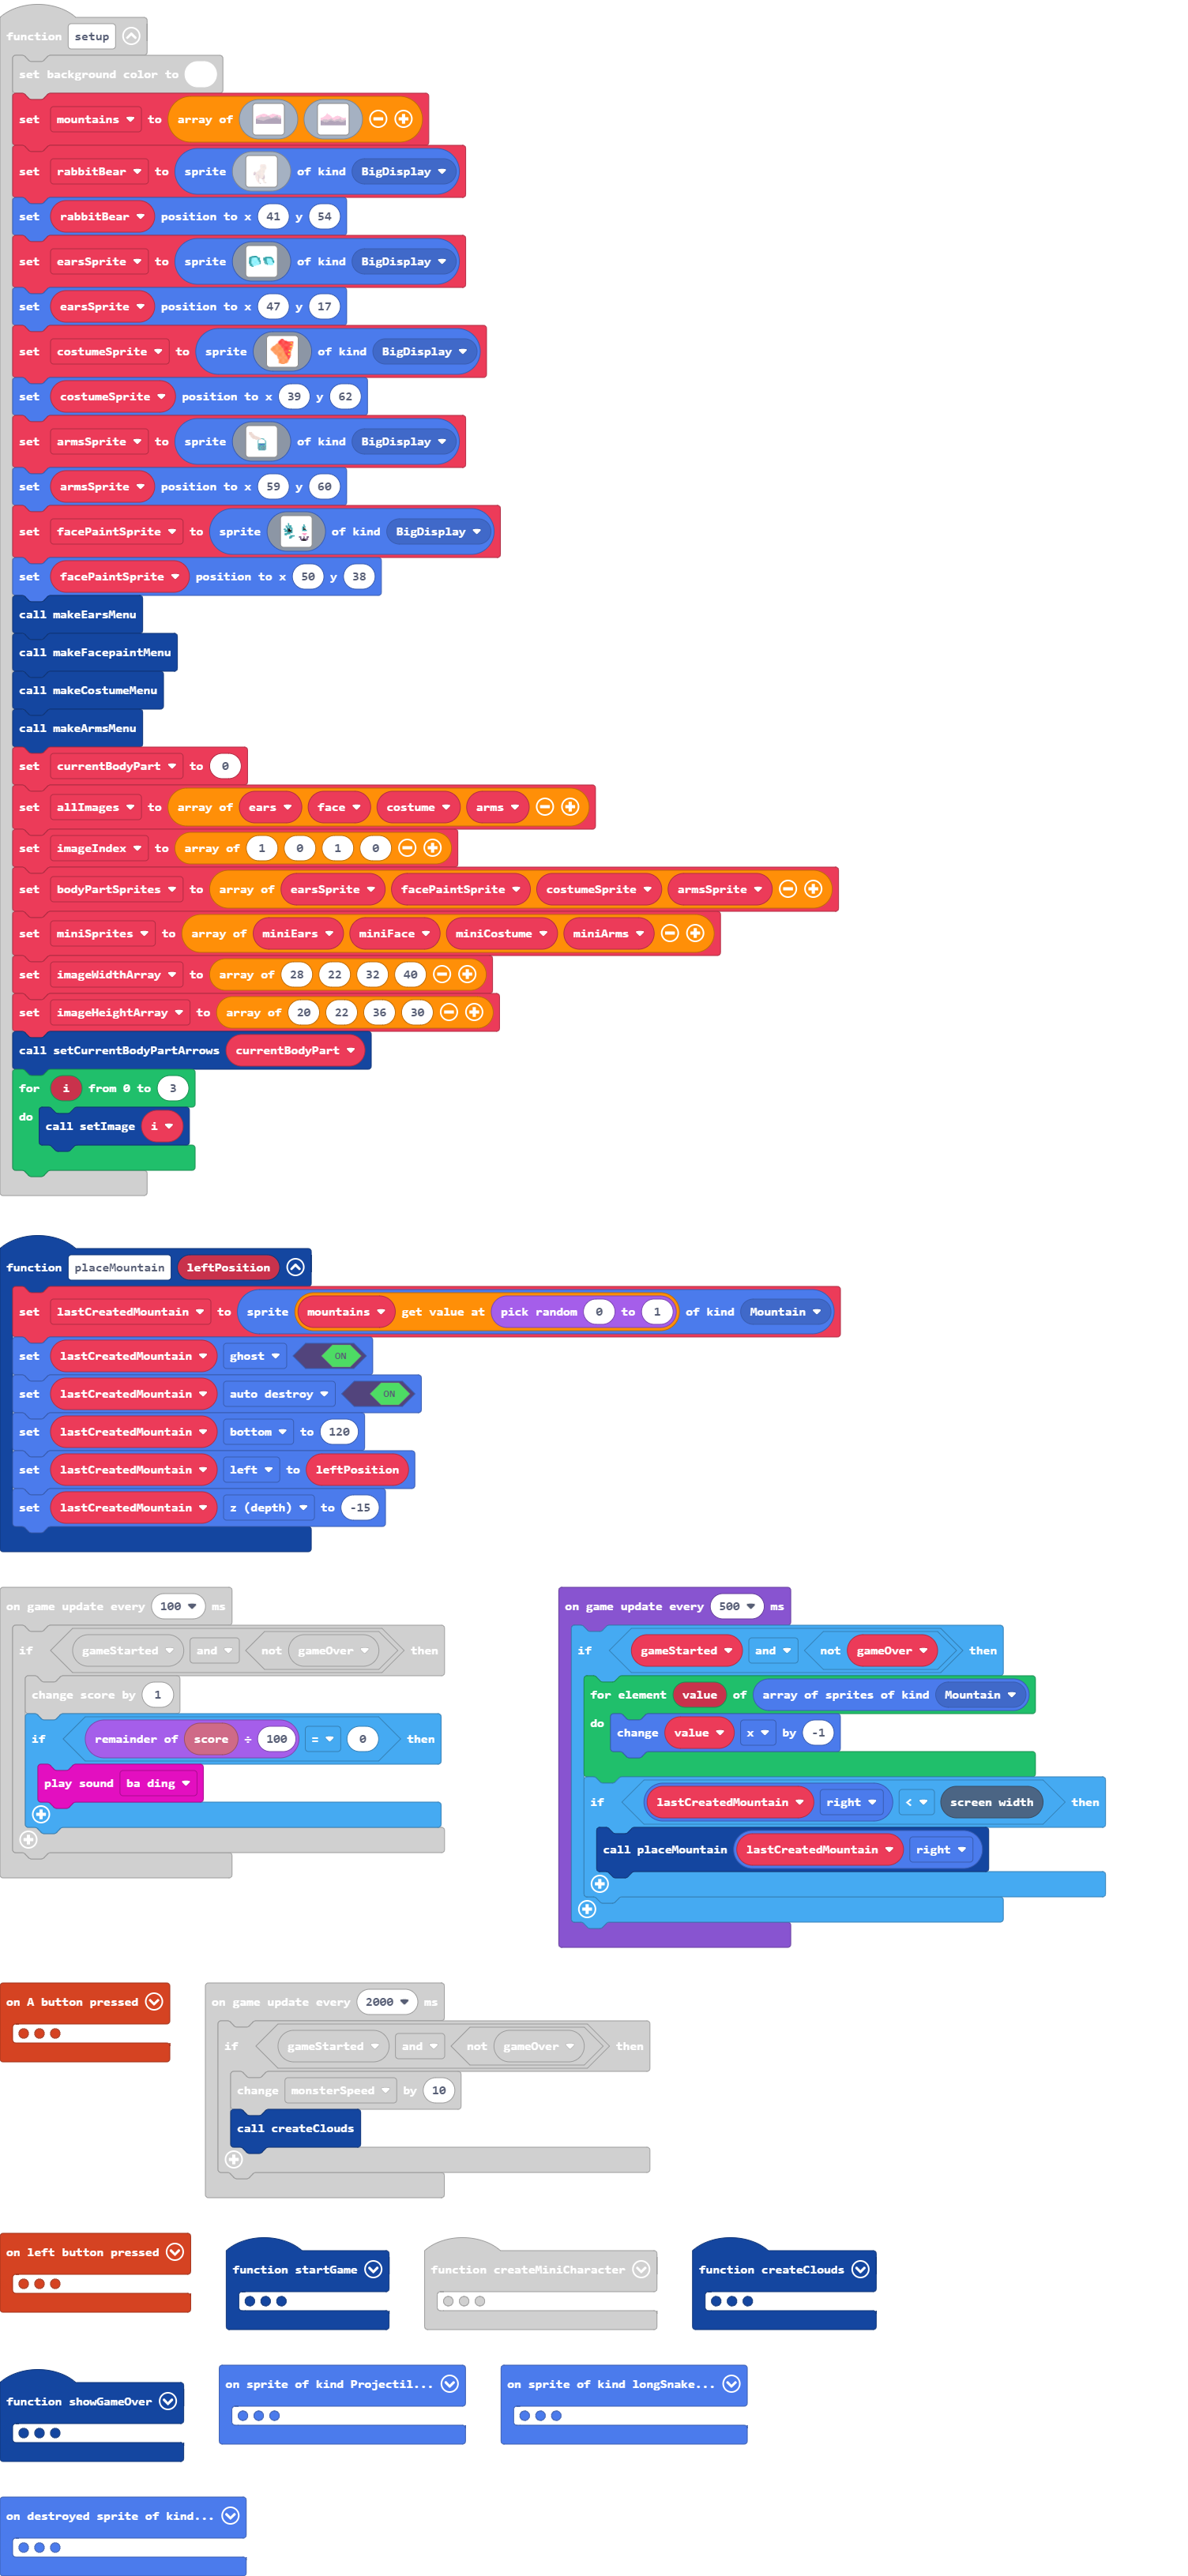 function setup
set background color to
set mountains to array of
set rabbitBear to sprite of kind BigDisplay
set rabbitBear position to x 41 y 54
set earsSprite to sprite of kind BigDisplay
set earsSprite position to x 47 y 17
set costumeSprite to sprite of kind BigDisplay
set costumeSprite position to x 39 y 62
set armsSprite to sprite of kind BigDisplay
set armsSprite position to x 59 y 60
set facePaintSprite to sprite of kind BigDisplay
set facePaintSprite position to x 50 y 38
call makeEarsMenu
call makeFacepaintMenu
call makeCostumeMenu
call makeArmsMenu
set currentBodyPart to 0
set allImages to array of ears face costume arms
set imageIndex to array of 1 0 1 0
set bodyPartSprites to array of earsSprite facePaintSprite costumeSprite armsSprite
set miniSprites to array of miniEars miniFace miniCostume miniArms
set imageWidthArray to array of 28 22 32 40
set imageHeightArray to array of 20 22 36 30
call setCurrentBodyPartArrows currentBodyPart
for i from 0 to 3
do call setImage i
function placeMountain leftPosition
set lastCreatedMountain to sprite mountains get value at pick random 0 to 1 of kind Mountain
set lastCreatedMountain ghost ON
set lastCreatedMountain auto destroy ON
set lastCreatedMountain bottom to 120
set lastCreatedMountain left to leftPosition
set lastCreatedMountain z (depth) to -15
on game update every 100 ms
if gameStarted and not gameOver then
change score by 1
if remainder of score ÷ 100 = 0 then
play sound ba ding
on game update every 500 ms
if gameStarted and not gameOver then
for element value of array of sprites of kind Mountain
do change value x by -1
if lastCreatedMountain right < screen width then
call placeMountain lastCreatedMountain right
on A button pressed
on game update every 2000 ms
if gameStarted and not gameOver then
change monsterSpeed by 10
call createClouds
on left button pressed
function startGame
function createMiniCharacter
function createClouds
function showGameOver
on sprite of kind Projectil...
on sprite of kind longSnake...
on destroyed sprite of kind...